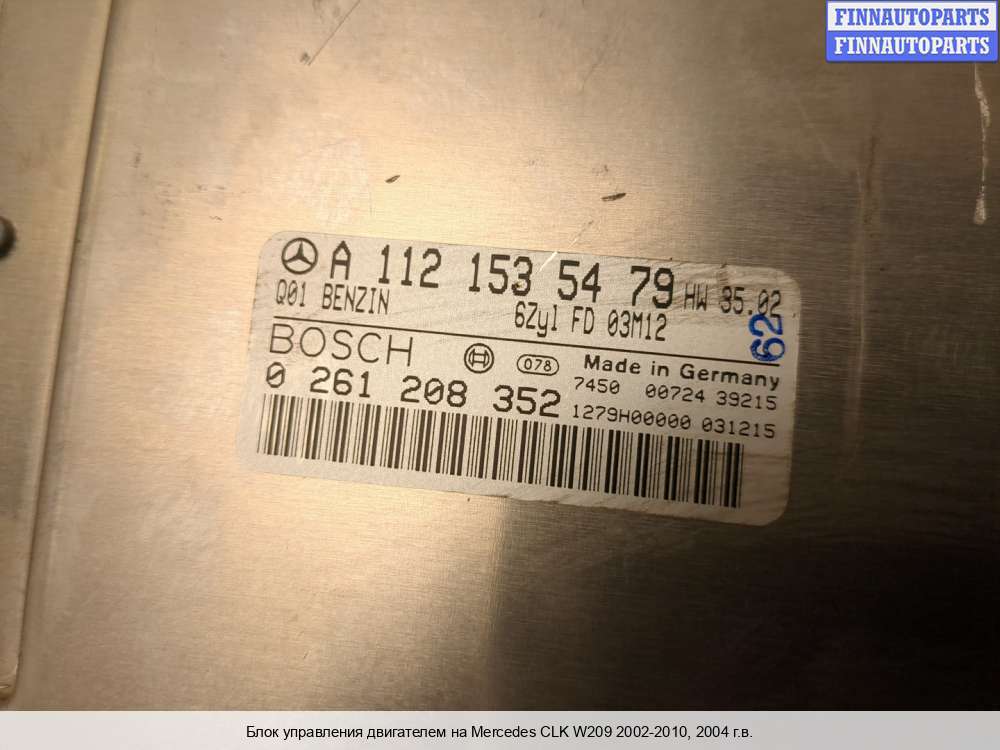 FINNAUTOPARTS
FINNAUTOPARTS
A 112 153 54 79 HW 35.02
Q01 BENZIN 6Zyl FD 03M12
62
BOSCH 078 Made in Germany
0 261 208 352 7450 00724 39215
1279H00000 031215
Блок управления двигателем на Mercedes CLK W209 2002-2010, 2004 г.в.